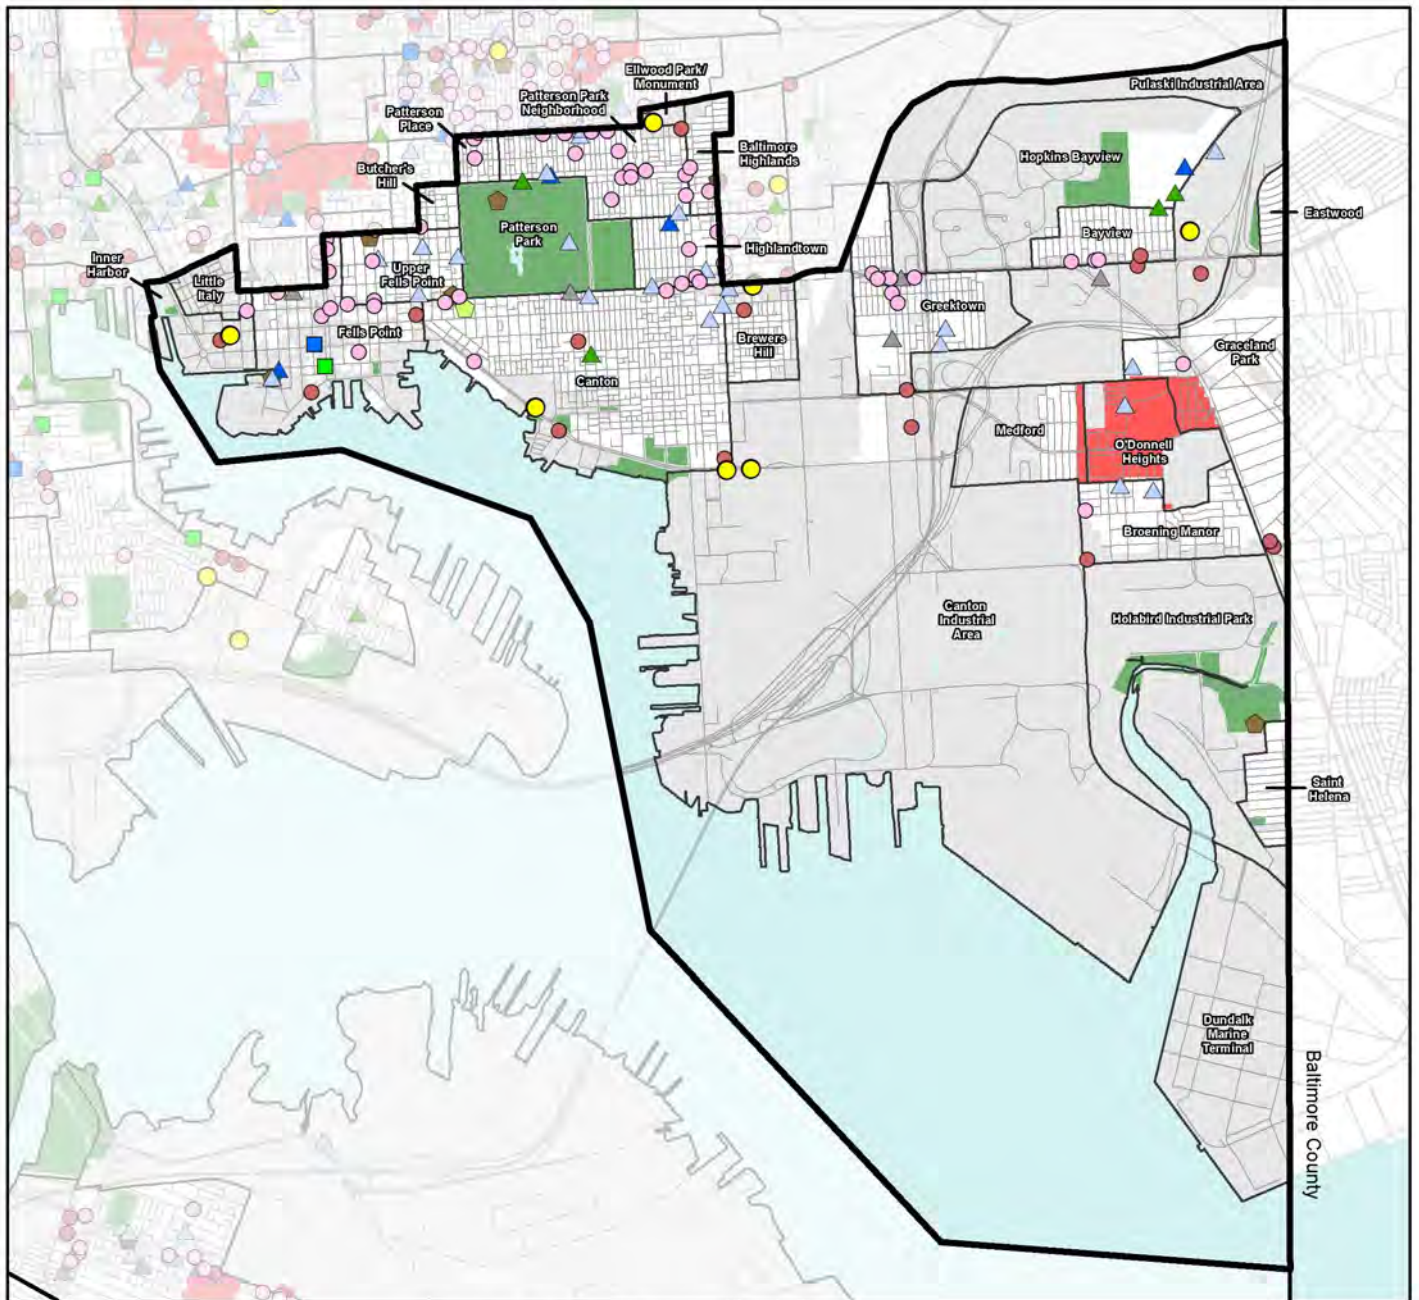 Ellwood Park/
Monument
Pulaski Industrial Area
Patterson Park
Neighborhood
Patterson
Place
Baltimore
Highlands
Hopkins Bayview
Butcher's
Hill
Eastwood
Patterson
Park
Bayview
Highlandtown
Inner
Harbor
Little
Italy
Upper
Fells Point
Greektown
Fells Point
Brewers
Hill
Graceland
Park
Canton
Medford
O'Donnell
Heights
Broening Manor
Canton
Industrial
Area
Holabird Industrial Park
Saint
Helena
Dundalk
Marine
Terminal
Baltimore County